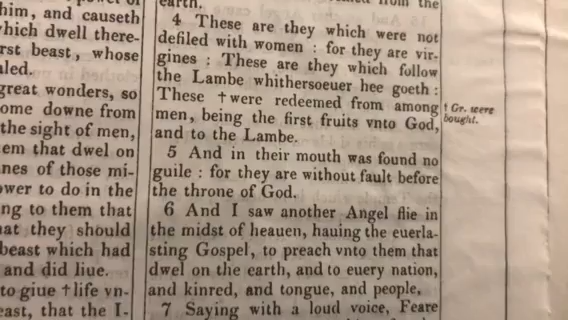 him, and causeth
which dwell there-
rst beast, whose
led.
great wonders, so
ome downe from
the sight of men,
em that dwel on
nes of those mi-
wer to do in the
ng to them that
at they should
beast which had
and did liue.
to giue † life vn-
east, that the I-
earth.
4 These are they which were not
defiled with women : for they are vir-
gines : These are they which follow
the Lambe whithersoeuer hee goeth :
These † were redeemed from among
men, being the first fruits vnto God,
and to the Lambe.
5 And in their mouth was found no
guile : for they are without fault before
the throne of God.
6 And I saw another Angel flie in
the midst of heauen, hauing the euerla-
sting Gospel, to preach vnto them that
dwel on the earth, and to euery nation,
and kinred, and tongue, and people,
7 Saying with a loud voice, Feare
† Gr. were
bought.